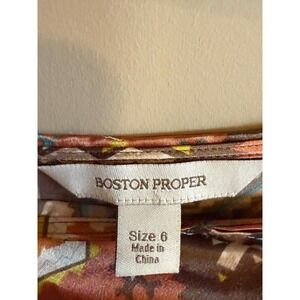 BOSTON PROPER
Size 6
Made in
China